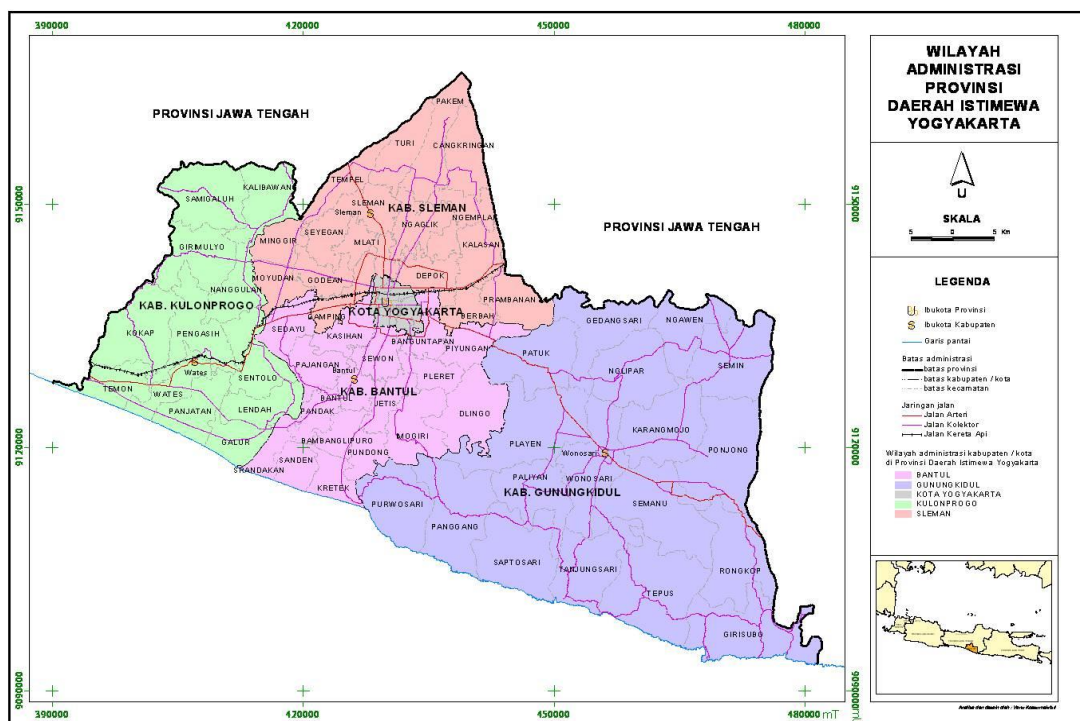 390000
420000
450000
480000
PROVINSI JAWA TENGAH
PAKEM
TURI
CANGKRINGAN
TEMPEL
KALIBAWANG
SAMIGALUH
SLEMAN
Sleman
KAB. SLEMAN
NGEMPLAK
NGAGLIK
PROVINSI JAWA TENGAH
SEYEGAN
MINGGIR
MLATI
KALASAN
GIRIMULYO
MOYUDAN
GODEAN
DEPOK
NANGGULAN
PRAMBANAN
KAB. KULONPROGO
KOTA YOGYAKARTA
GAMPING
BERBAH
KOKAP
PENGASIH
SEDAYU
KASIHAN
BANGUNTAPAN
PIYUNGAN
GEDANGSARI
NGAWEN
PATUK
SEWON
PAJANGAN
Bantul
NGLIPAR
SEMIN
Wates
SENTOLO
PLERET
TEMON
WATES
KAB. BANTUL
BANTUL
JETIS
PANJATAN
LENDAH
PANDAK
DLINGO
GALUR
BAMBANGLIPURO
MOGIRI
PLAYEN
KARANGMOJO
PONJONG
Wonosari
SANDEN
PUNDONG
SRANDAKAN
KRETEK
PALIYAN
WONOSARI
KAB. GUNUNGKIDUL
SEMANU
PURWOSARI
PANGGANG
SAPTOSARI
TANJUNGSARI
RONGKOP
TEPUS
GIRISUBO
9150000
9120000
9090000
9150000
9120000
9090000
390000
420000
450000
480000 mT
WILAYAH
ADMINISTRASI
PROVINSI
DAERAH ISTIMEWA
YOGYAKARTA
U
SKALA
5 0 5 Km
LEGENDA
Ibukota Provinsi
Ibukota Kabupaten
Garis pantai
Batas administrasi
batas provinsi
batas kabupaten / kota
batas kecamatan
Jaringan jalan
Jalan Arteri
Jalan Kolektor
Jalan Kereta Api
Wilayah administrasi kabupaten / kota
di Provinsi Daerah Istimewa Yogyakarta
BANTUL
GUNUNGKIDUL
KOTA YOGYAKARTA
KULONPROGO
SLEMAN